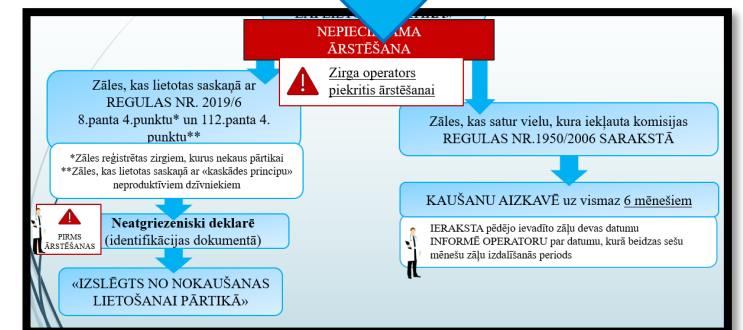 NEPIECIEŠAMA
ĀRSTĒŠANA
Zirga operators
piekritis ārstēšanai
Zāles, kas lietotas saskaņā ar
REGULAS NR. 2019/6
8.panta 4.punktu* un 112.panta 4.
punktu**
*Zāles reģistrētas zirgiem, kurus nekaus pārtikai
**Zāles, kas lietotas saskaņā ar «kaskādes principu»
neproduktīviem dzīvniekiem
PIRMS
ĀRSTĒŠANAS
Neatgriezeniski deklarē
(identifikācijas dokumentā)
«IZSLĒGTS NO NOKAUŠANAS
LIETOŠANAI PĀRTIKĀ»
Zāles, kas satur vielu, kura iekļauta komisijas
REGULAS NR.1950/2006 SARAKSTĀ
KAUŠANU AIZKAVĒ uz vismaz 6 mēnešiem
IERAKSTA pēdējo ievadīto zāļu devas datumu
INFORMĒ OPERATORU par datumu, kurā beidzas sešu
mēnešu zāļu izdalīšanās periods